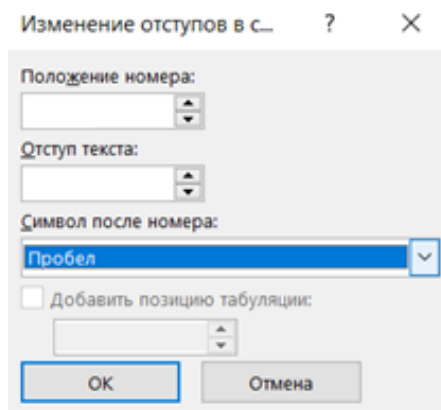 Изменение отступов в с... ?
Положение номера:
Отступ текста:
Символ после номера:
Пробел
Добавить позицию табуляции:
ОК Отмена